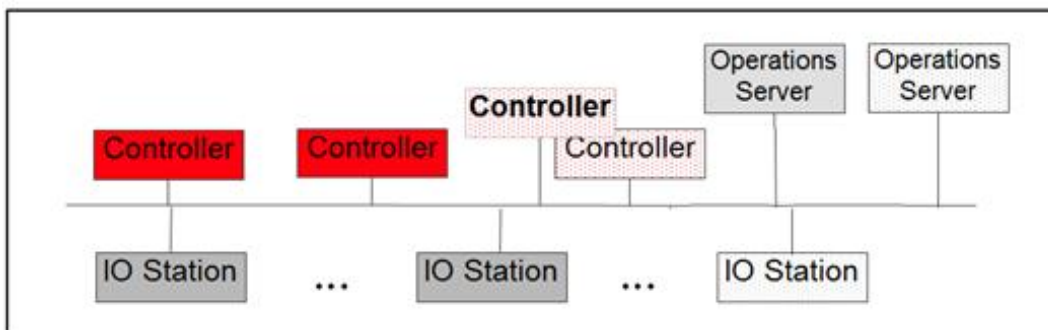 Operations
Server
Operations
Server
Controller
Controller
Controller
Controller
IO Station
...
IO Station
...
IO Station